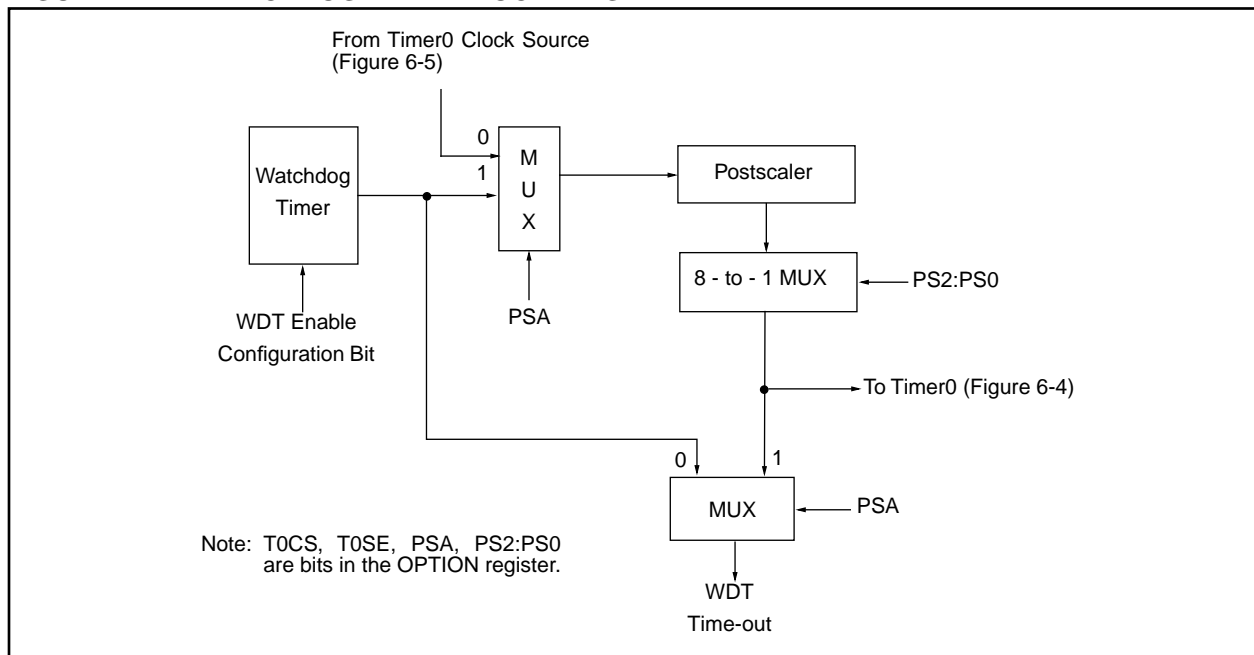 From Timer0 Clock Source
(Figure 6-5)
0
1
M
U
X
Watchdog
Timer
Postscaler
8 - to - 1 MUX
PS2:PS0
PSA
WDT Enable
Configuration Bit
To Timer0 (Figure 6-4)
0
1
MUX
PSA
Note: T0CS, T0SE, PSA, PS2:PS0
are bits in the OPTION register.
WDT
Time-out